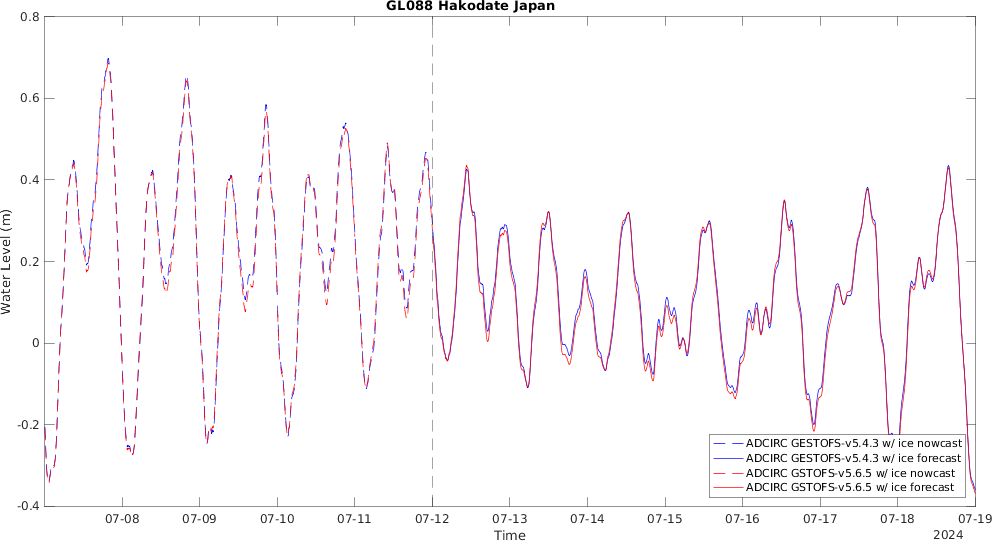 GL088 Hakodate Japan
Water Level (m)
0.8
0.6
0.4
0.2
0
-0.2
-0.4
ADCIRC GESTOFS-v5.4.3 w/ ice nowcast
ADCIRC GESTOFS-v5.4.3 w/ ice forecast
ADCIRC GSTOFS-v5.6.5 w/ ice nowcast
ADCIRC GSTOFS-v5.6.5 w/ ice forecast
07-08 07-09 07-10 07-11 07-12 07-13 07-14 07-15 07-16 07-17 07-18 07-19
Time
2024